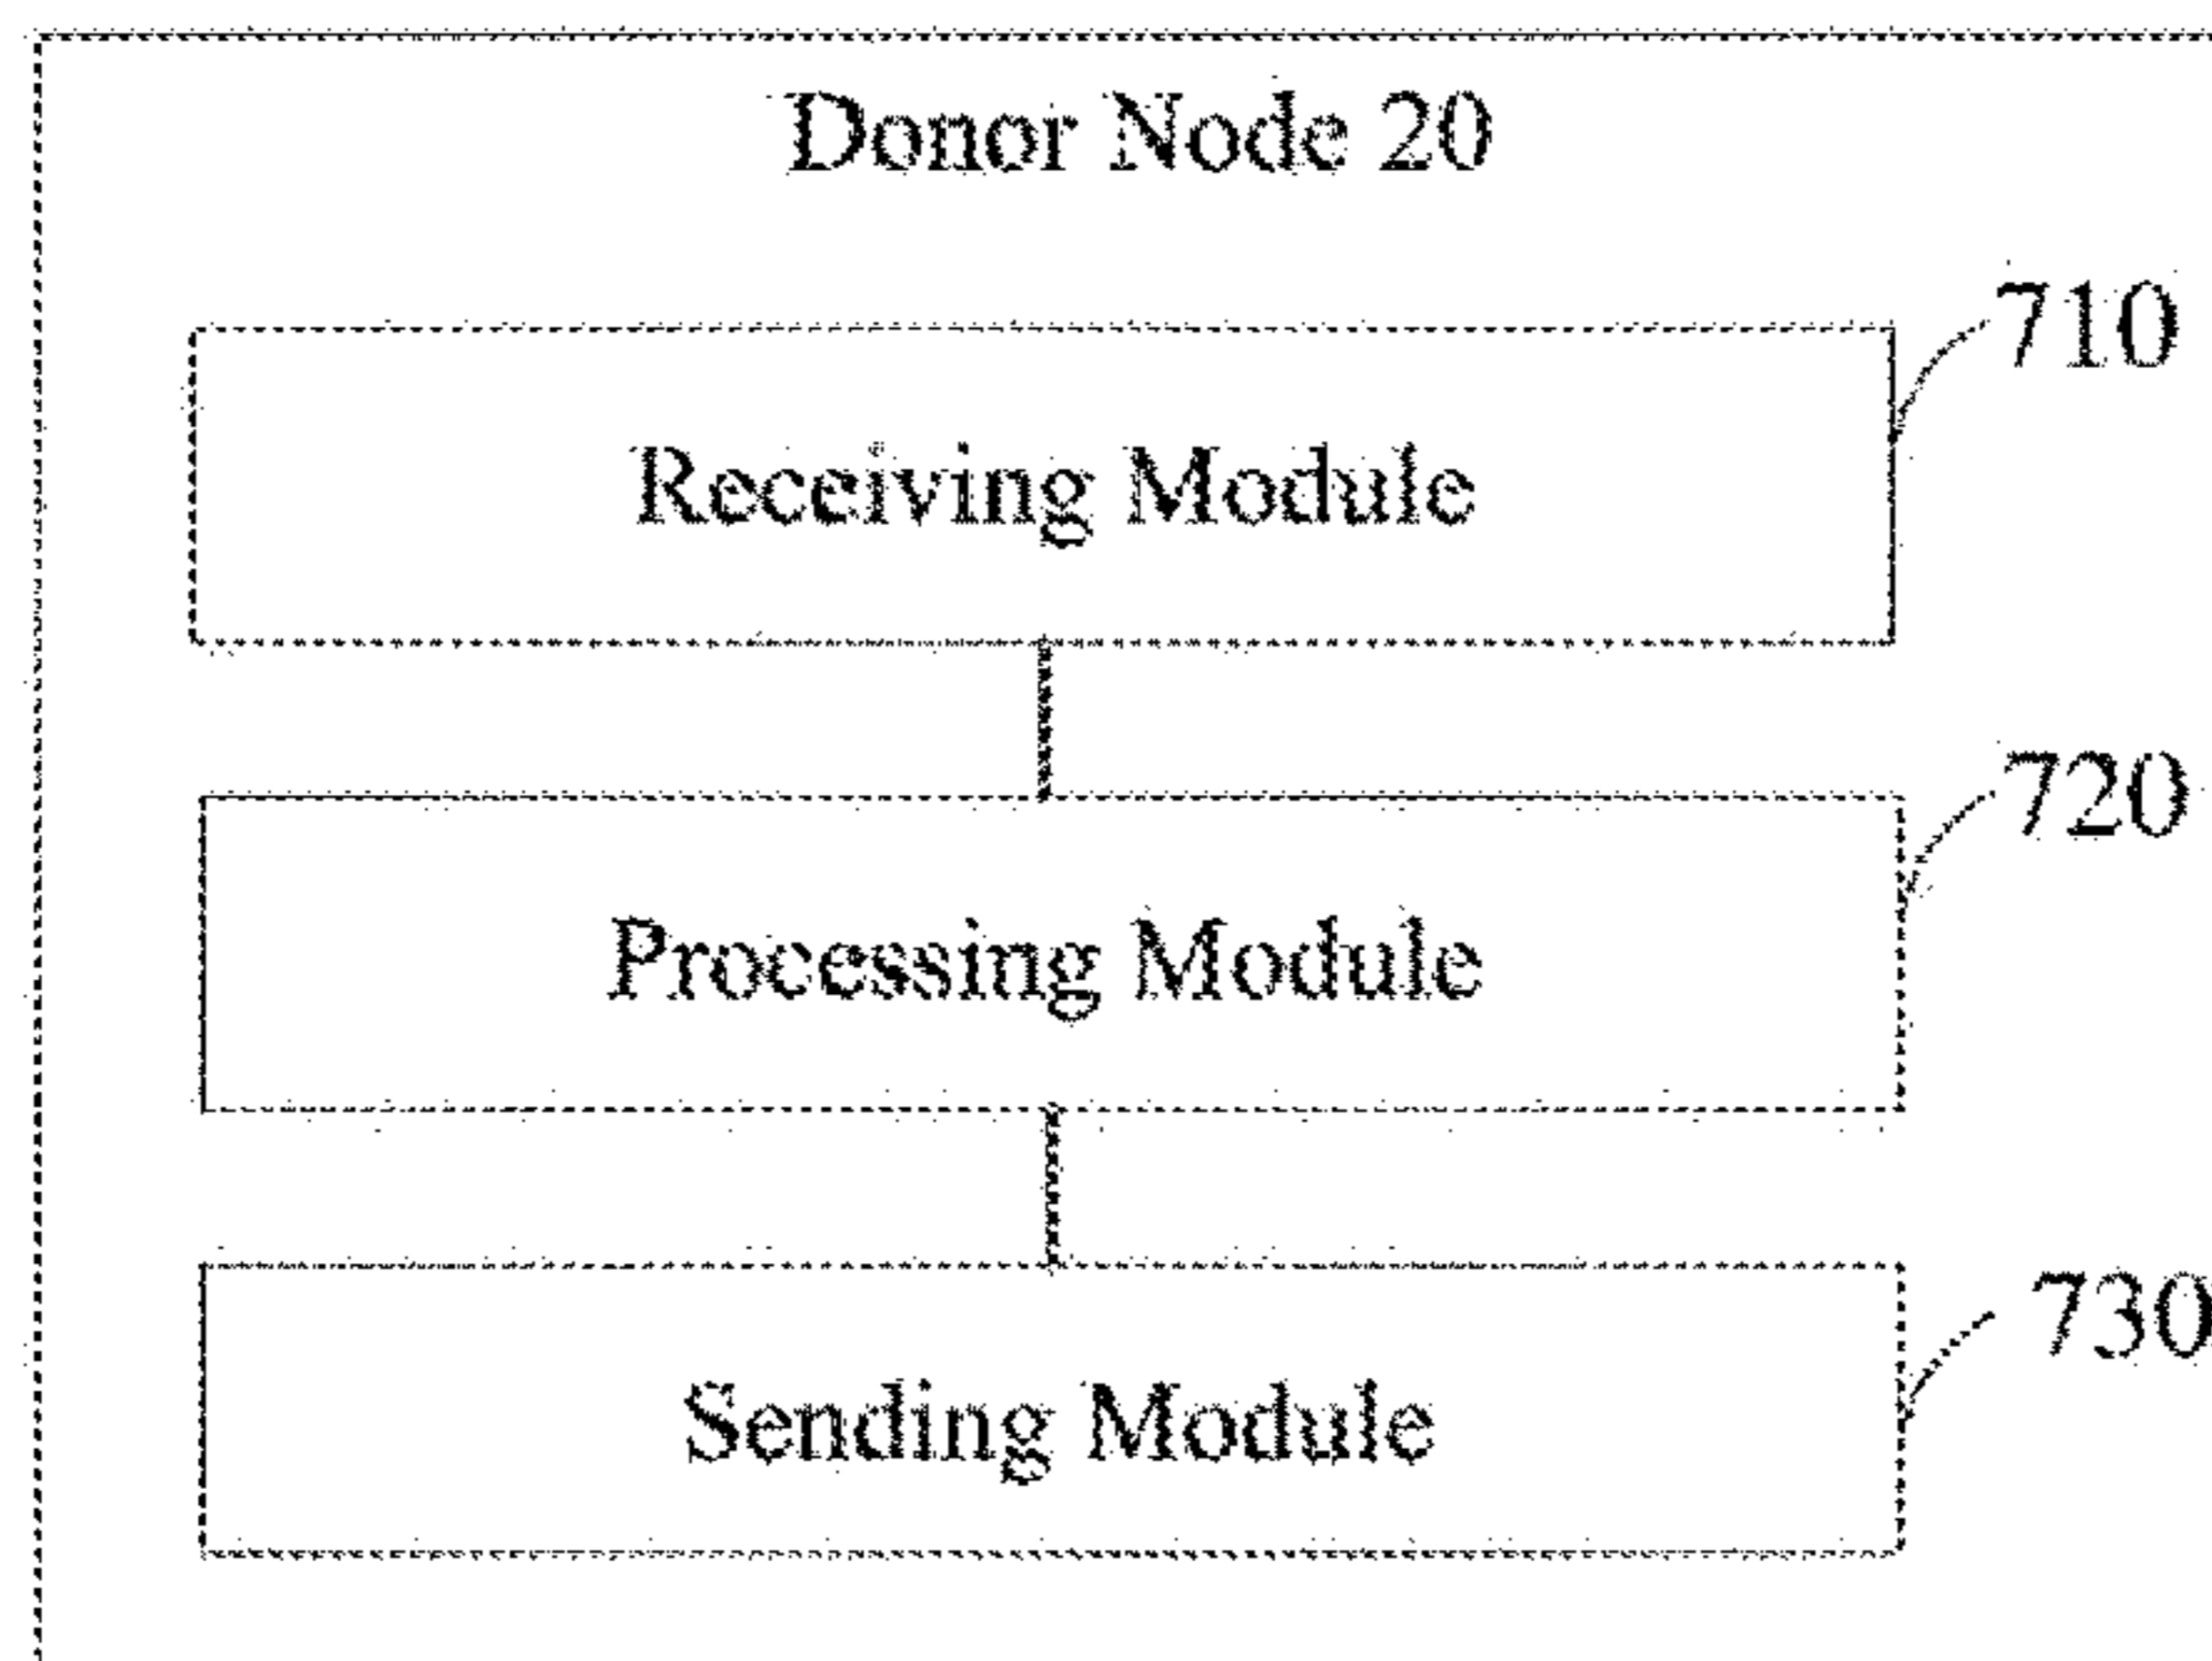 Donor Node 20
710
Receiving Module
720
Processing Module
730
Sending Module